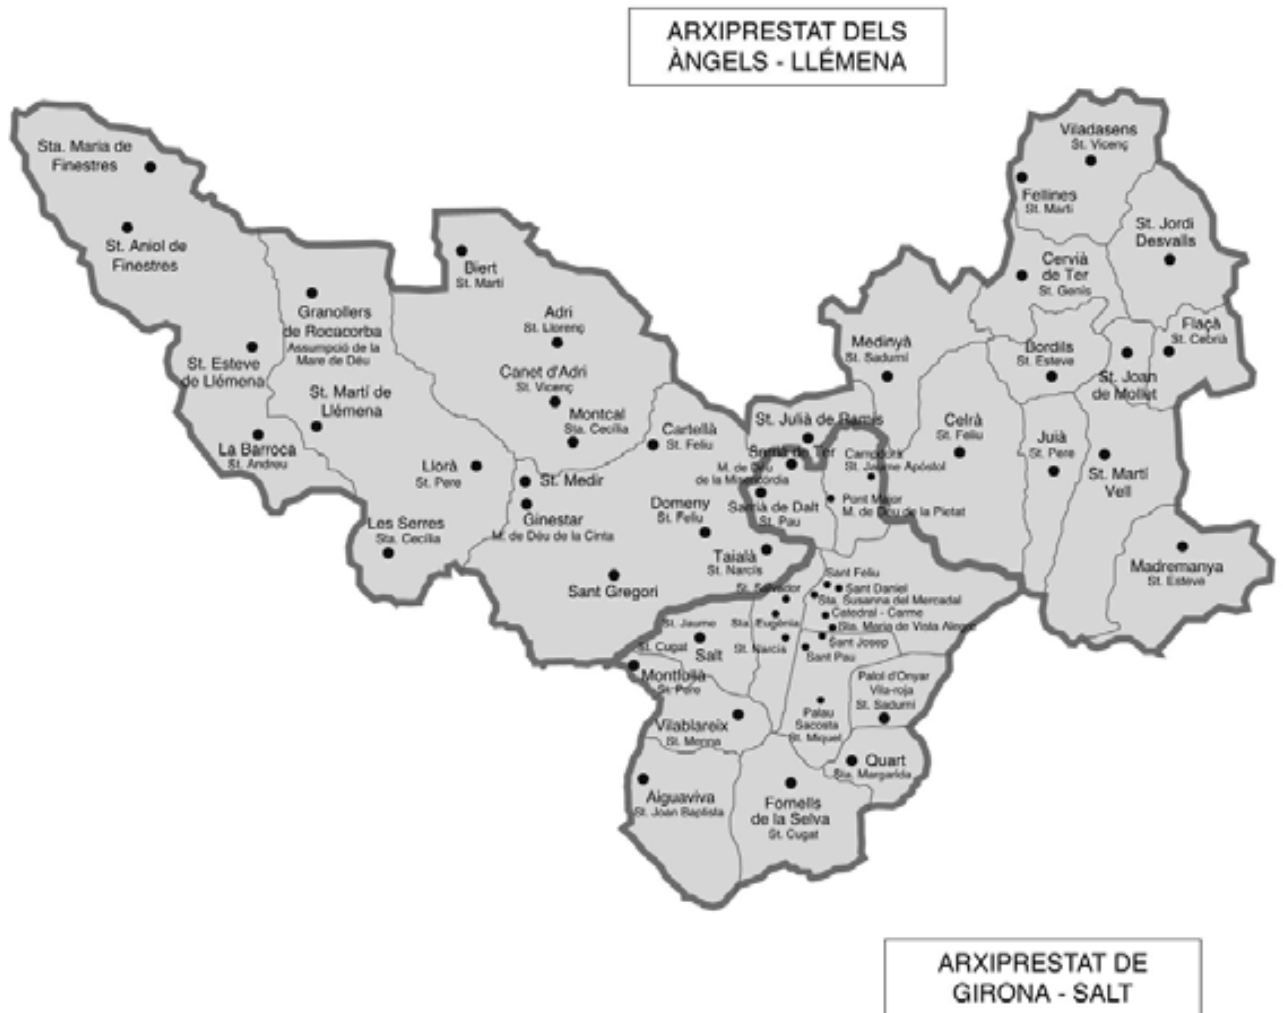 ARXIPRESTAT DELS
ÀNGELS - LLÉMENA
Viladasens
St. Vicenç
Sta. Maria de
Finestres
Fellines
St. Martí
St. Jordi
Desvalls
St. Aniol de
Finestres
Biert
St. Martí
Cervià
de Ter
St. Genís
Granollers
de Rocacorba
Assumpció de la
Mare de Déu
Adri
St. Llorenç
Flaçà
St. Cebrià
Medinyà
St. Sadurní
Bordils
St. Esteve
St. Esteve
de Llémena
Canet d'Adri
St. Vicenç
St. Joan
de Mollet
St. Martí de
Llémena
Montcal
Sta. Cecília
St. Julià de Ramis
Celrà
St. Feliu
Cartellà
St. Feliu
Juià
St. Pere
La Barroca
St. Andreu
Sarrià de Ter
M. de Déu
de la Misericòrdia
Campdorà
St. Jaume Apòstol
Llorà
St. Pere
St. Medir
St. Martí
Vell
Pont Major
M. de Déu de la Pietat
Domeny
St. Feliu
Sarrià de Dalt
St. Pau
Les Serres
Sta. Cecília
Ginestar
M. de Déu de la Cinta
Taialà
St. Narcís
Madremanya
St. Esteve
Sant Gregori
Sant Feliu
St. Salvador
Sant Daniel
Sta. Susanna del Mercadal
Catedral - Carme
Sta. Eugènia
St. Jaume
Sta. Maria de Vista Alegre
St. Cugat
Salt
St. Narcís
Sant Josep
Sant Pau
Montfullà
St. Pere
Palol d'Onyar
Vila-roja
St. Sadurní
Vilablareix
St. Menna
Palau
Sacosta
St. Miquel
Quart
Sta. Margarida
Aiguaviva
St. Joan Baptista
Fornells
de la Selva
St. Cugat
ARXIPRESTAT DE
GIRONA - SALT